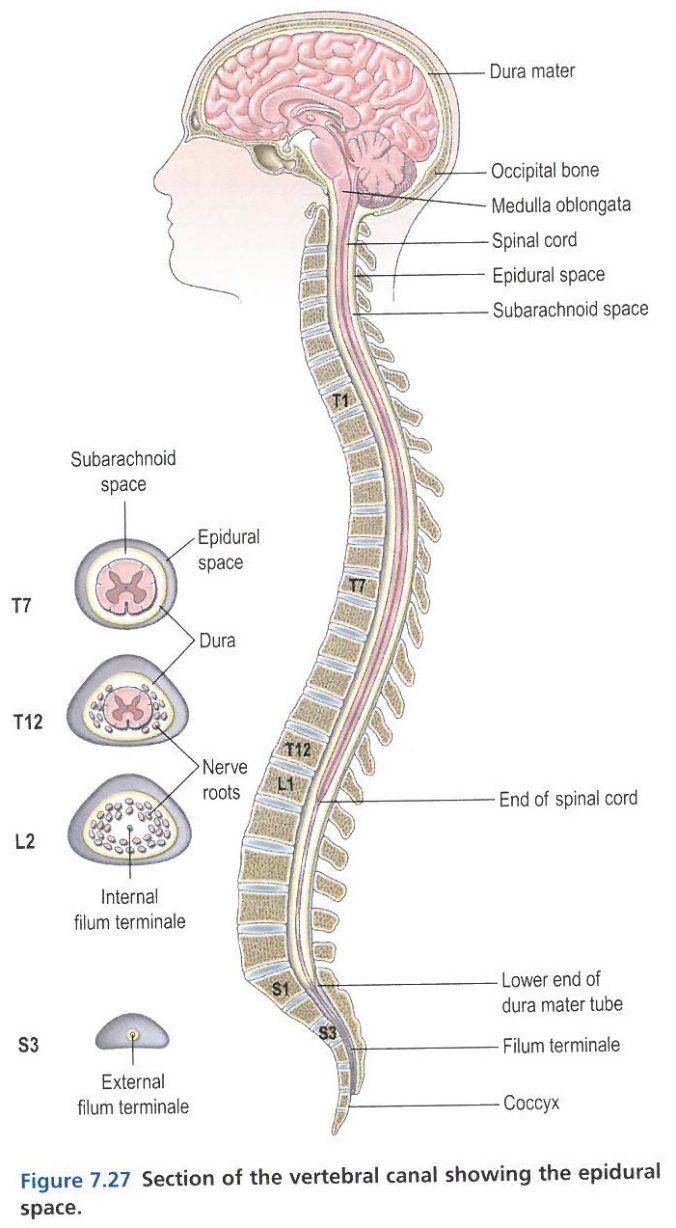 Dura mater
Occipital bone
Medulla oblongata
Spinal cord
Epidural space
Subarachnoid space
T1
Subarachnoid
space
Epidural
space
T7
T7
Dura
T12
T12
Nerve
roots
L1
End of spinal cord
L2
Internal
filum terminale
S1
Lower end of
dura mater tube
S3
S3
Filum terminale
External
filum terminale
Coccyx
Figure 7.27 Section of the vertebral canal showing the epidural
space.